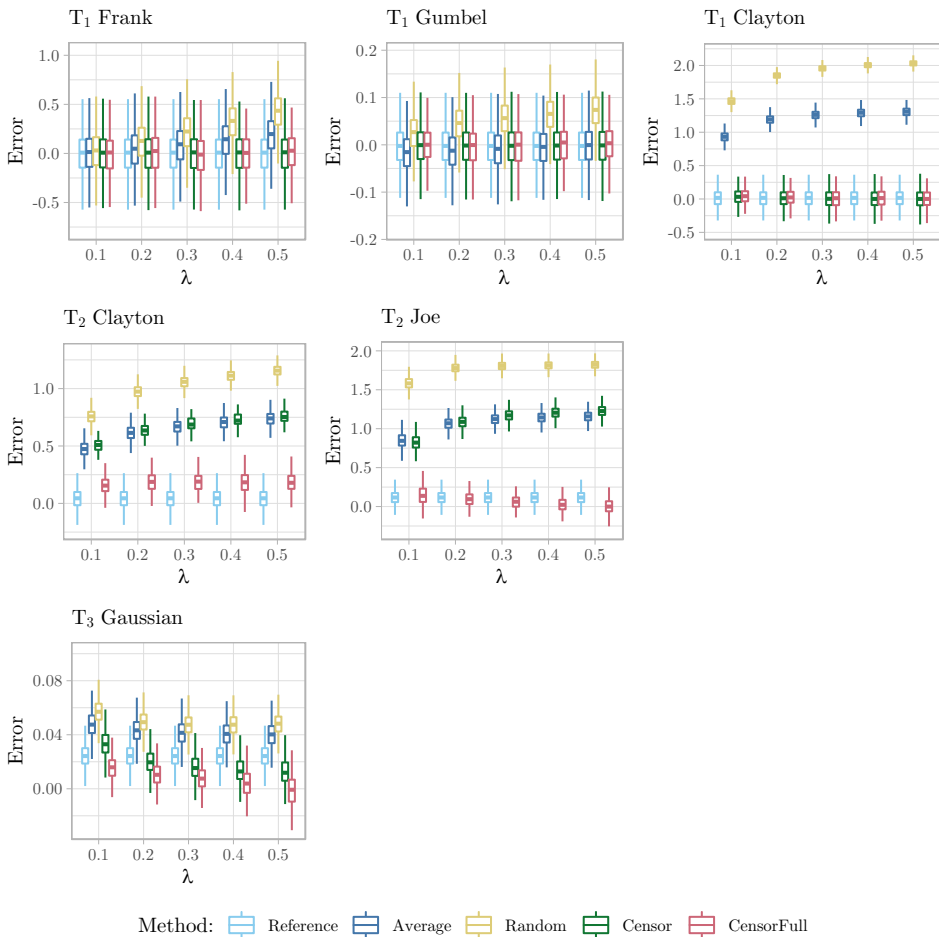 T₁ Frank
T₁ Gumbel
T₁ Clayton
Error
1.0
0.5
0.0
-0.5
0.1 0.2 0.3 0.4 0.5
λ
Error
0.2
0.1
0.0
-0.1
-0.2
0.1 0.2 0.3 0.4 0.5
λ
Error
2.0
1.5
1.0
0.5
0.0
-0.5
0.1 0.2 0.3 0.4 0.5
λ
T₂ Clayton
T₂ Joe
Error
1.0
0.5
0.0
0.1 0.2 0.3 0.4 0.5
λ
Error
2.0
1.5
1.0
0.5
0.0
0.1 0.2 0.3 0.4 0.5
λ
T₃ Gaussian
Error
0.08
0.04
0.00
0.1 0.2 0.3 0.4 0.5
λ
Method: Reference Average Random Censor CensorFull